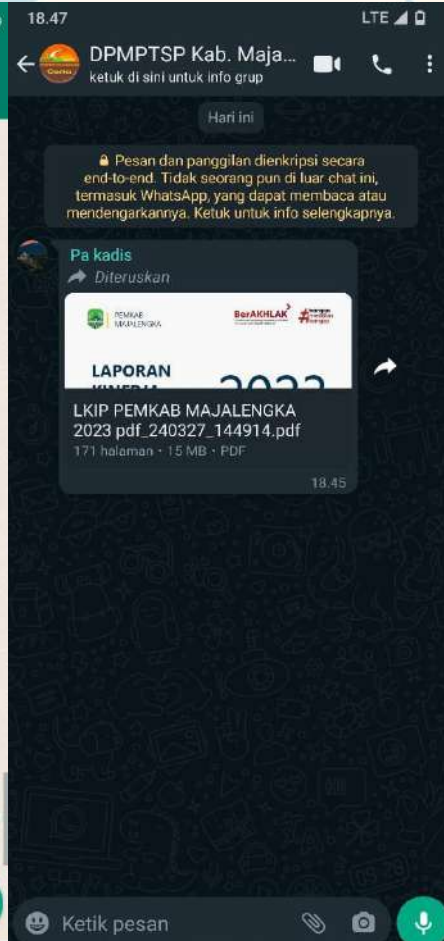 18.47
LTE
DPMPTSP Kab. Maja...
ketuk di sini untuk info grup
Hari ini
Pesan dan panggilan dienkripsi secara
end-to-end. Tidak seorang pun di luar chat ini,
termasuk WhatsApp, yang dapat membaca atau
mendengarkannya. Ketuk untuk info selengkapnya.
Pa kadis
Diteruskan
PEMKAB
MAJALENGKA
BerAKHLAK
LAPORAN
KINERJA
2023
LKIP PEMKAB MAJALENGKA
2023 pdf_240327_144914.pdf
171 halaman • 15 MB • PDF
18.45
Ketik pesan